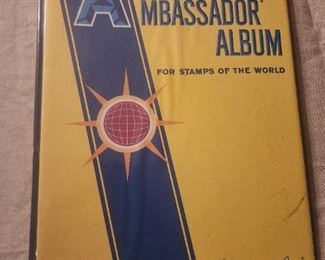 AMBASSADOR
ALBUM
FOR STAMPS OF THE WORLD